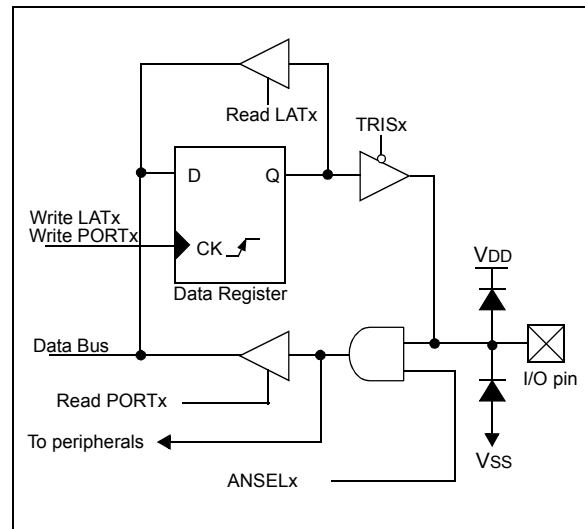 Read LATx
TRISx
D
Q
Write LATx
Write PORTx
CK
Data Register
VDD
Data Bus
I/O pin
Read PORTx
To peripherals
VSS
ANSELx